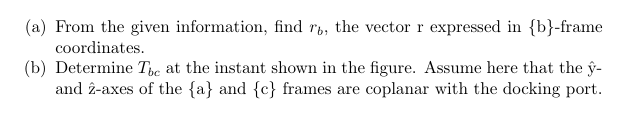 (a) From the given information, find r_b, the vector r expressed in {b}-frame
coordinates.
(b) Determine T_bc at the instant shown in the figure. Assume here that the ŷ-
and ẑ-axes of the {a} and {c} frames are coplanar with the docking port.